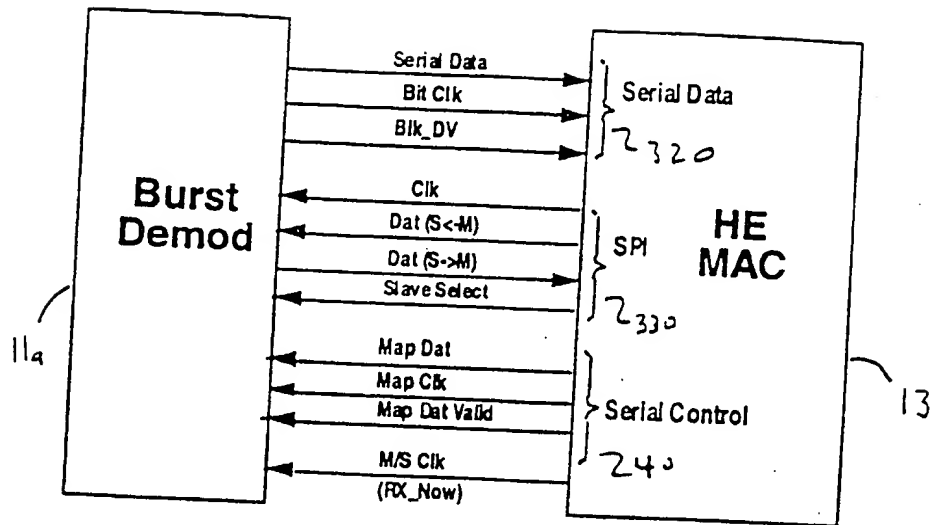 Serial Data
Bit Clk
Blk_DV
Serial Data
320
Burst
Demod
Clk
Dat (S<-M)
Dat (S->M)
Slave Select
SPI
330
HE
MAC
11a
Map Dat
Map Clk
Map Dat Valid
Serial Control
240
13
M/S Clk
(RX_Now)